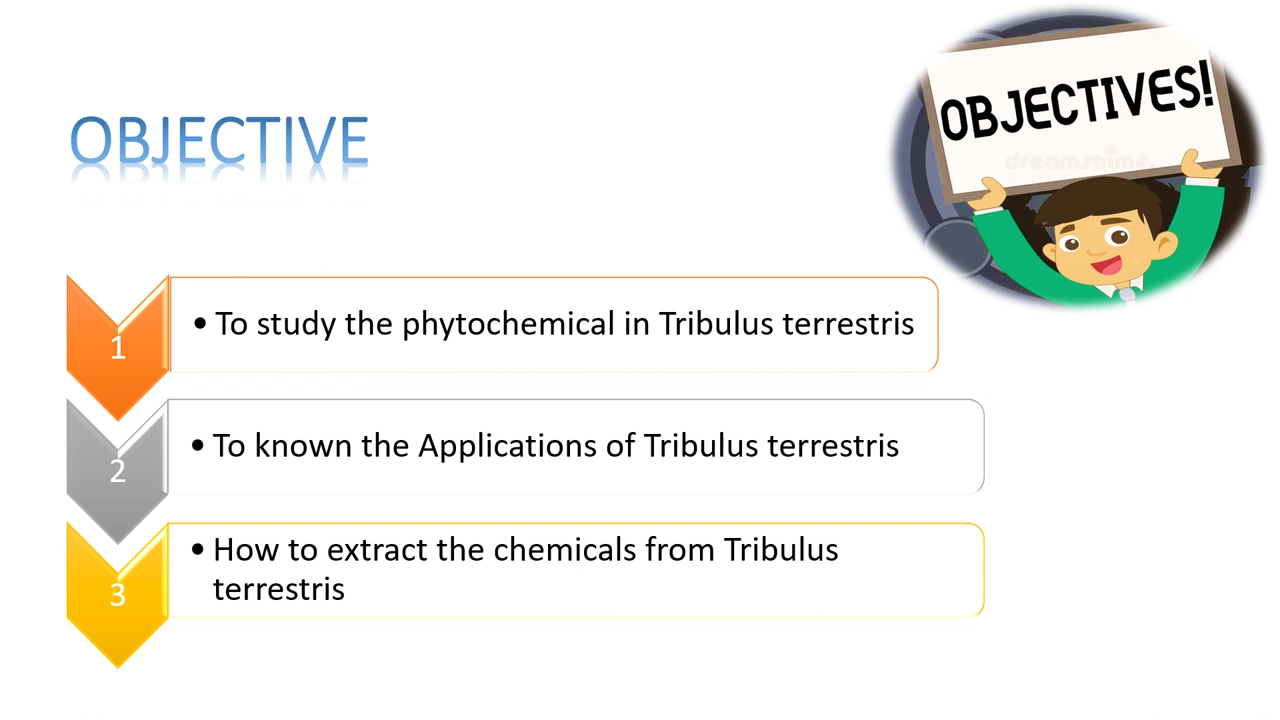 OBJECTIVE
OBJECTIVES!
dreamstime.
1
• To study the phytochemical in Tribulus terrestris
2
• To known the Applications of Tribulus terrestris
3
• How to extract the chemicals from Tribulus
terrestris